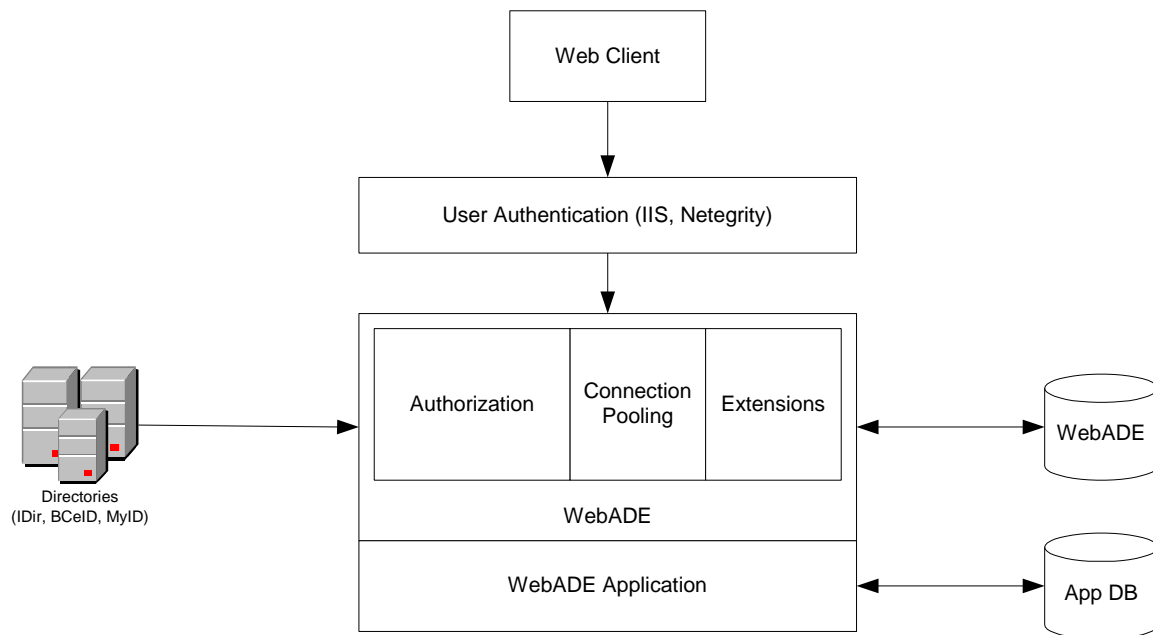 Web Client
User Authentication (IIS, Netegrity)
Authorization
Connection
Pooling
Extensions
WebADE
WebADE Application
Directories
(IDir, BCeID, MyID)
WebADE
App DB